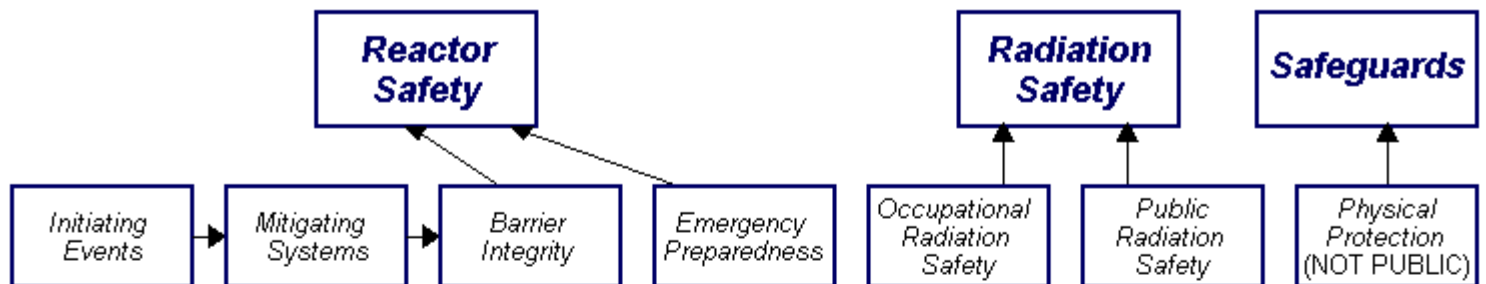 Reactor
Safety
Radiation
Safety
Safeguards
Initiating
Events
Mitigating
Systems
Barrier
Integrity
Emergency
Preparedness
Occupational
Radiation
Safety
Public
Radiation
Safety
Physical
Protection
(NOT PUBLIC)